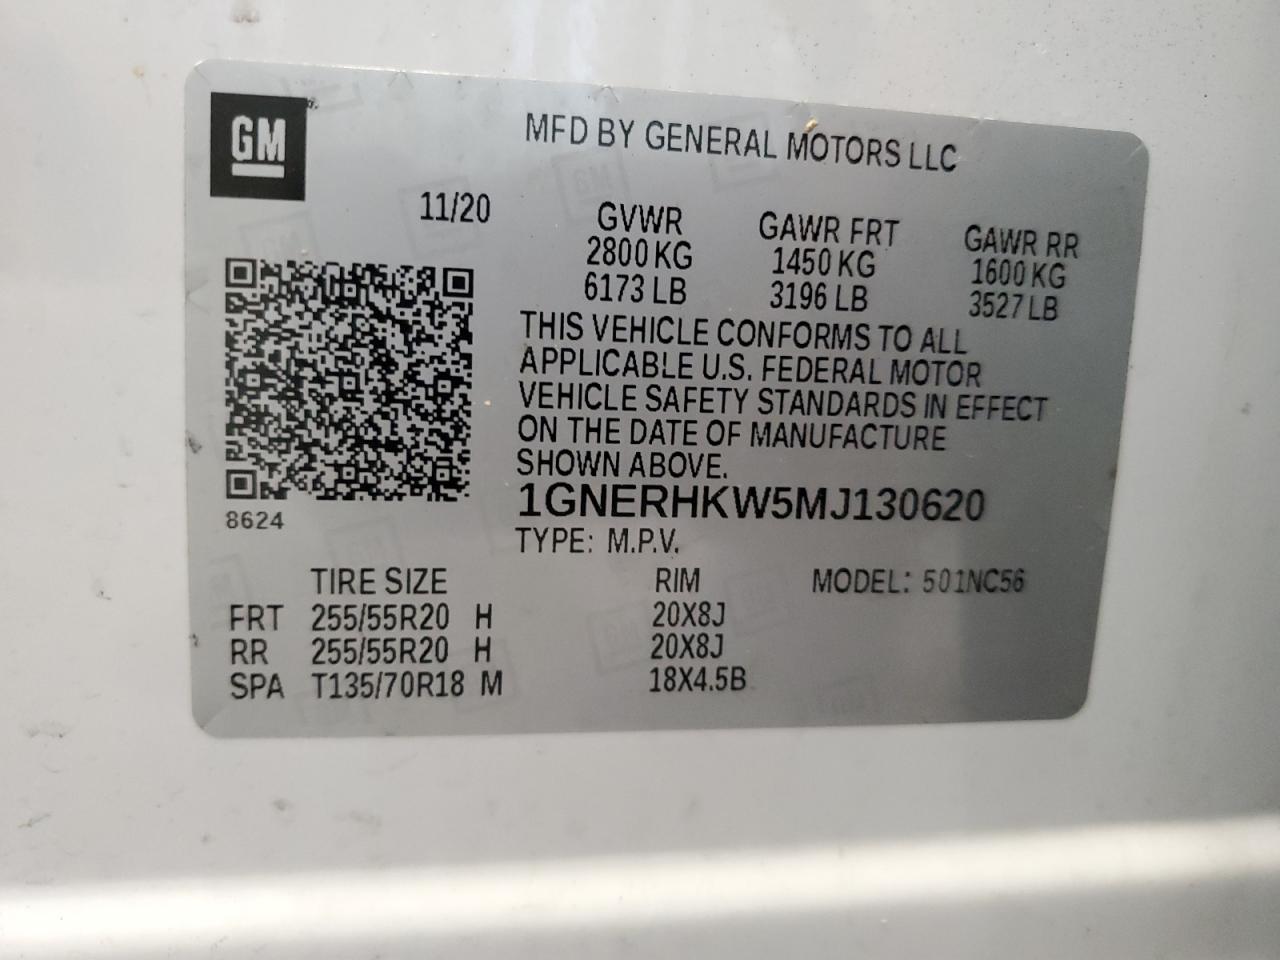 GM
MFD BY GENERAL MOTORS LLC
11/20
GVWR GAWR FRT GAWR RR
2800 KG 1450 KG 1600 KG
6173 LB 3196 LB 3527 LB
THIS VEHICLE CONFORMS TO ALL
APPLICABLE U.S. FEDERAL MOTOR
VEHICLE SAFETY STANDARDS IN EFFECT
ON THE DATE OF MANUFACTURE
SHOWN ABOVE.
1GNERHKW5MJ130620
8624
TYPE: M.P.V.
TIRE SIZE RIM MODEL: 501NC56
FRT 255/55R20 H 20X8J
RR 255/55R20 H 20X8J
SPA T135/70R18 M 18X4.5B